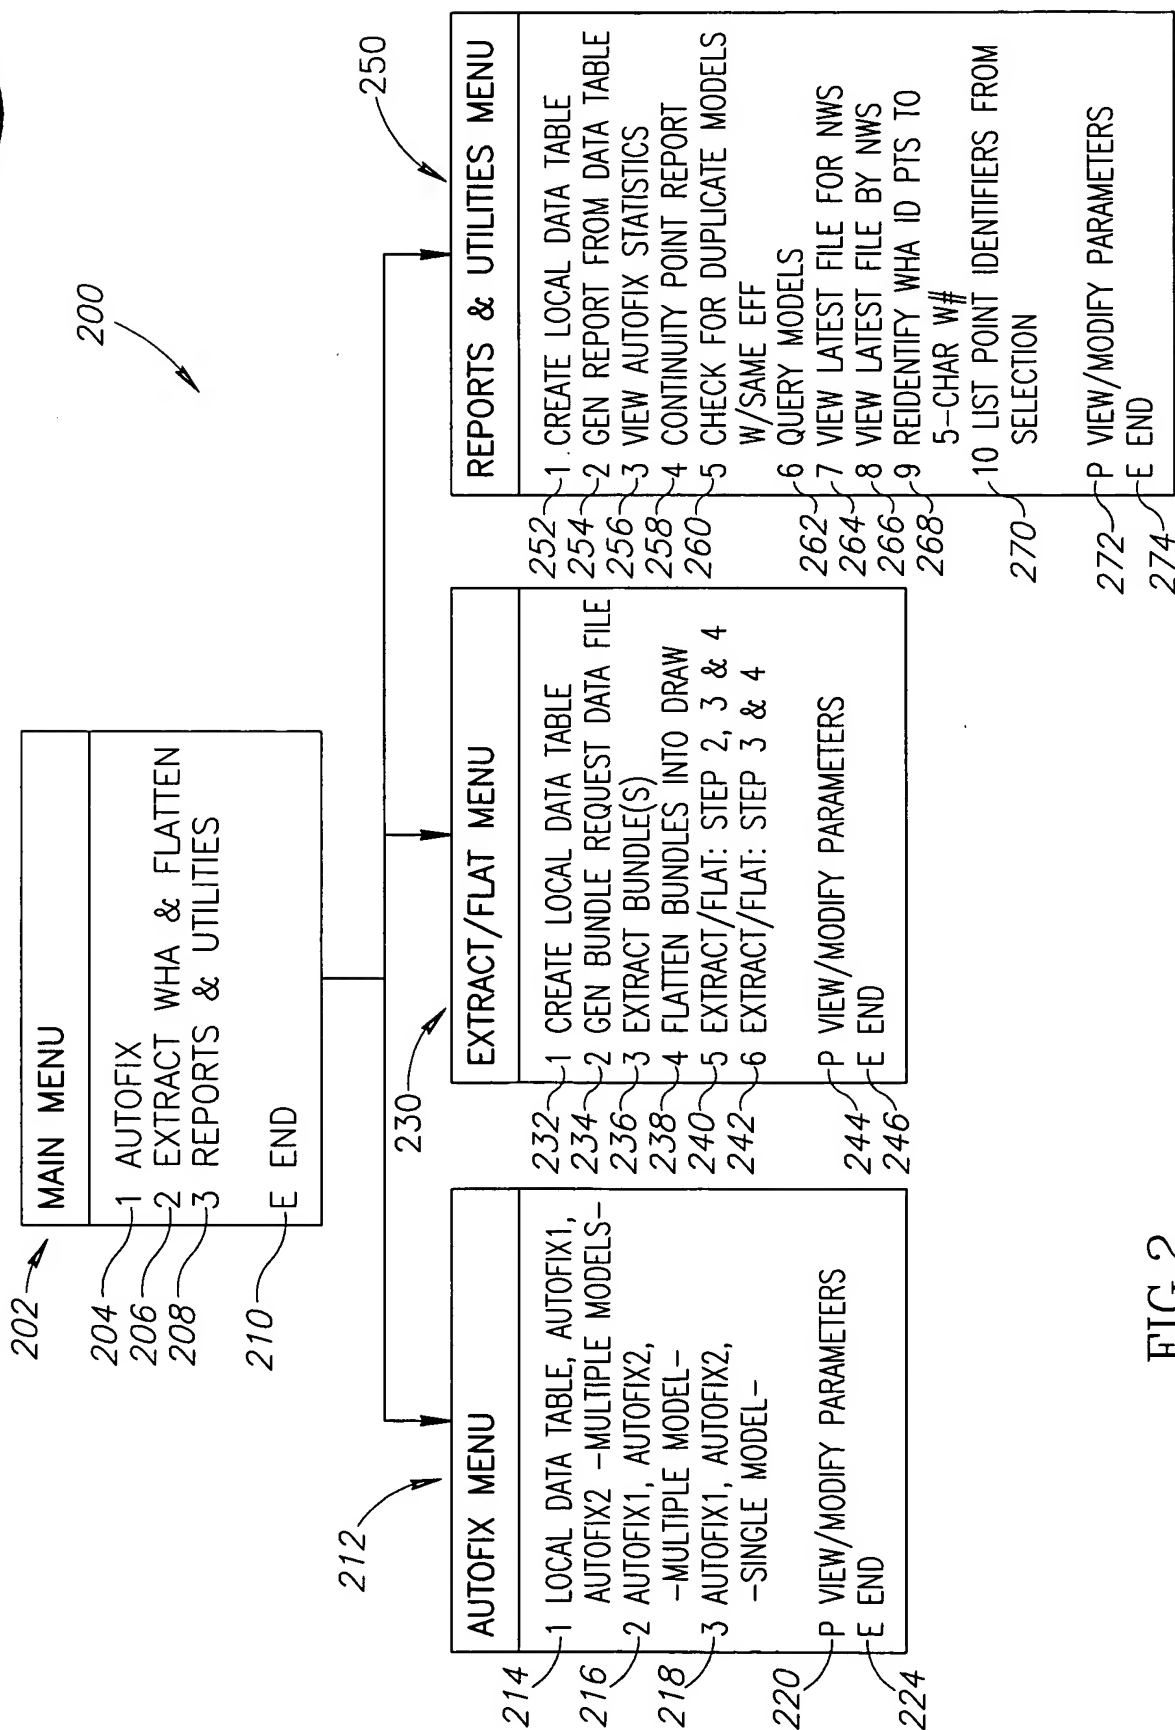 200
202
MAIN MENU
204 1 AUTOFIX
206 2 EXTRACT WHA & FLATTEN
208 3 REPORTS & UTILITIES
210 E END
212
AUTOFIX MENU
214 1 LOCAL DATA TABLE, AUTOFIX1,
AUTOFIX2 –MULTIPLE MODELS–
216 2 AUTOFIX1, AUTOFIX2,
–MULTIPLE MODEL–
218 3 AUTOFIX1, AUTOFIX2,
–SINGLE MODEL–
220 P VIEW/MODIFY PARAMETERS
224 E END
230
EXTRACT/FLAT MENU
232 1 CREATE LOCAL DATA TABLE
234 2 GEN BUNDLE REQUEST DATA FILE
236 3 EXTRACT BUNDLE(S)
238 4 FLATTEN BUNDLES INTO DRAW
240 5 EXTRACT/FLAT: STEP 2, 3 & 4
242 6 EXTRACT/FLAT: STEP 3 & 4
244 P VIEW/MODIFY PARAMETERS
246 E END
250
REPORTS & UTILITIES MENU
252 1 CREATE LOCAL DATA TABLE
254 2 GEN REPORT FROM DATA TABLE
256 3 VIEW AUTOFIX STATISTICS
258 4 CONTINUITY POINT REPORT
260 5 CHECK FOR DUPLICATE MODELS
W/SAME EFF
262 6 QUERY MODELS
264 7 VIEW LATEST FILE FOR NWS
266 8 VIEW LATEST FILE BY NWS
268 9 REIDENTIFY WHA ID PTS TO
5–CHAR W#
270 10 LIST POINT IDENTIFIERS FROM
SELECTION
272 P VIEW/MODIFY PARAMETERS
274 E END
FIG.2